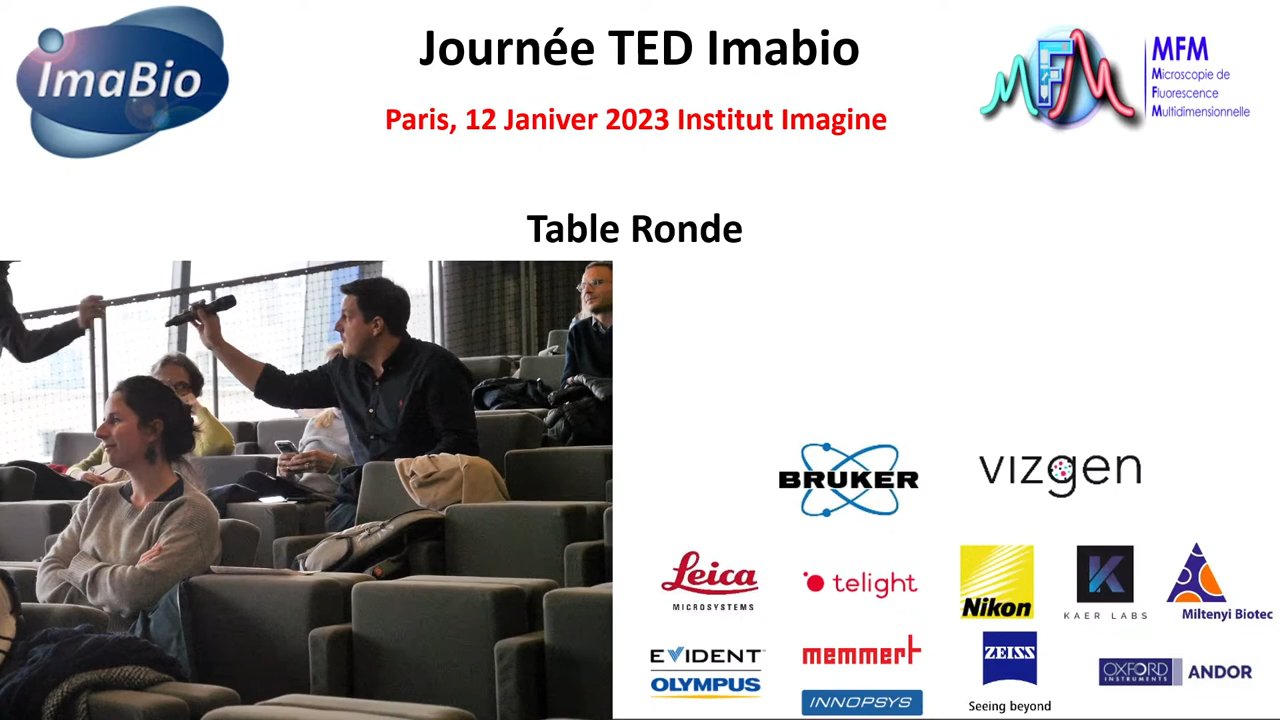 ImaBio
Journée TED Imabio
Paris, 12 Janiver 2023 Institut Imagine
MFM
MFM
Microscopie de
Fluorescence
Multidimensionnelle
Table Ronde
BRUKER
vizgen
Leica
MICROSYSTEMS
telight
Nikon
K
KAER LABS
Miltenyi Biotec
EVIDENT
OLYMPUS
memmert
INNOPSYS
ZEISS
Seeing beyond
OXFORD
INSTRUMENTS
ANDOR